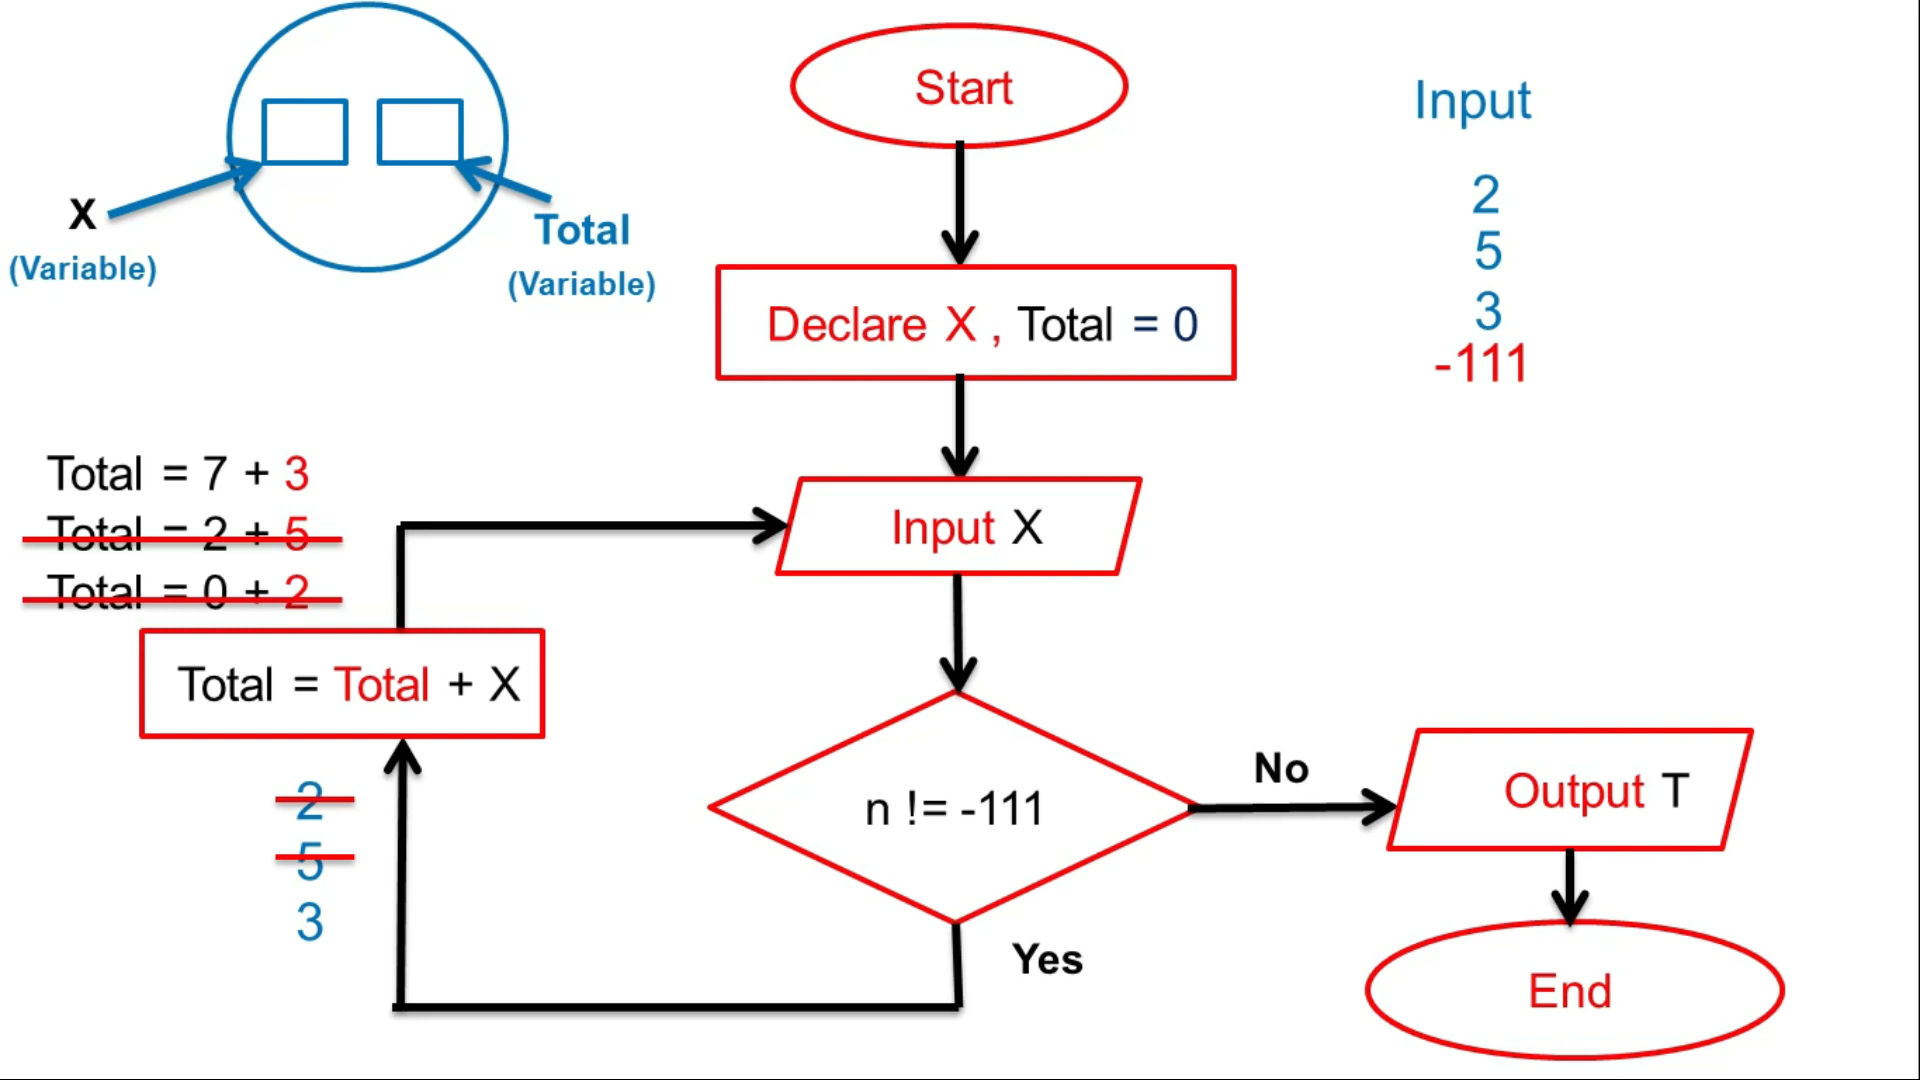 Start
Input
2
5
3
-111
X
(Variable)
Total
(Variable)
Declare X , Total = 0
Total = 7 + 3
Total = 2 + 5
Total = 0 + 2
Input X
Total = Total + X
2
5
3
n != -111
No
Yes
Output T
End